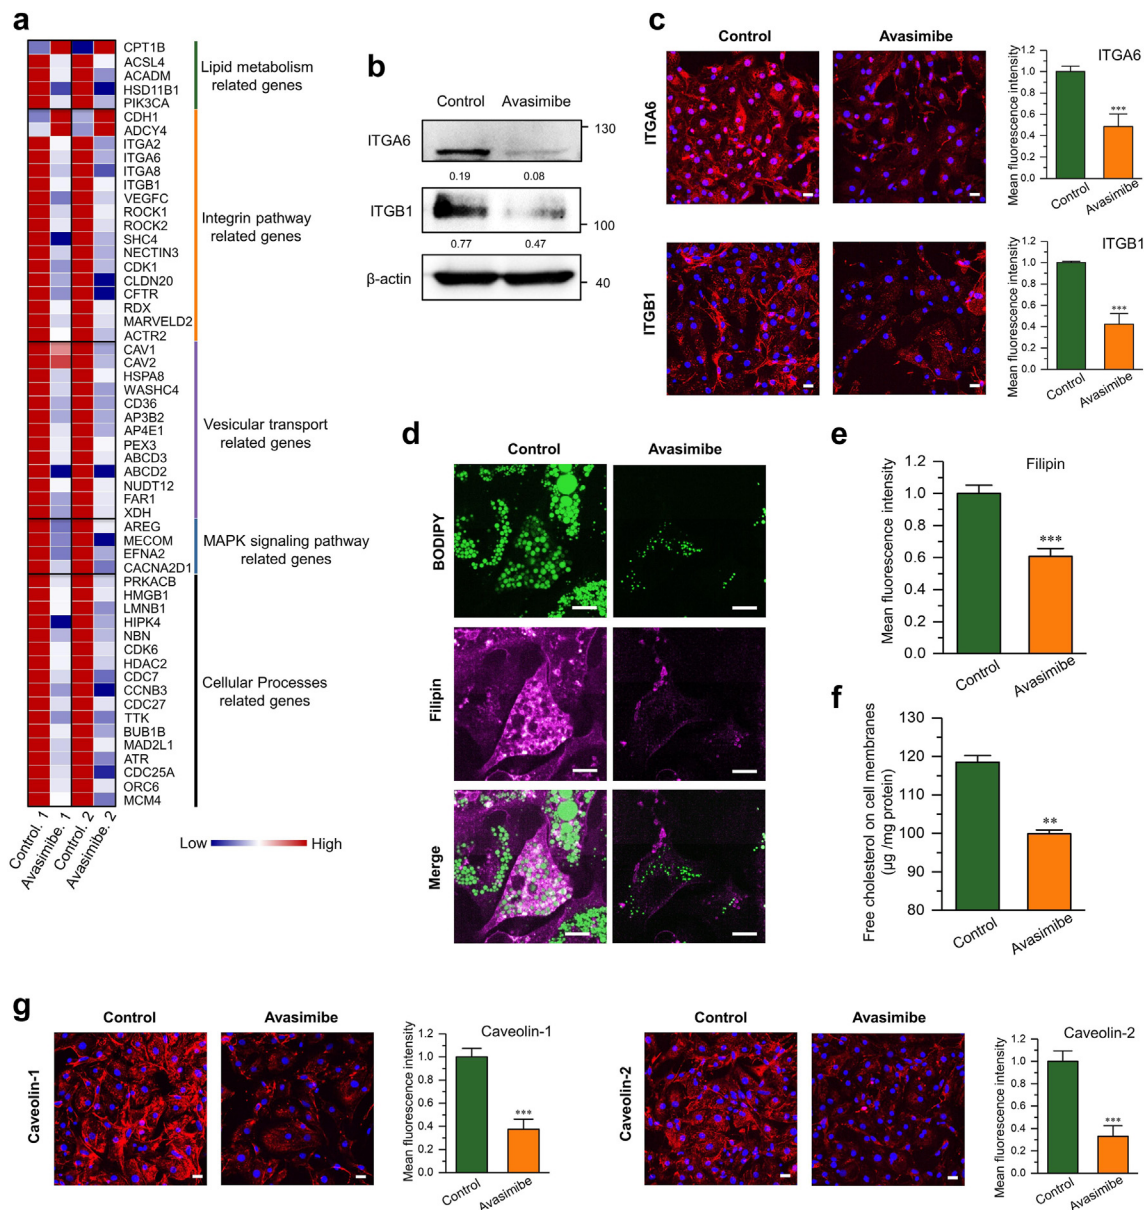 a
CPT1B
ACSL4
ACADM
HSD11B1
PIK3CA
CDH1
ADCY4
ITGA2
ITGA6
ITGA8
ITGB1
VEGFC
ROCK1
ROCK2
SHC4
NECTIN3
CDK1
CLDN20
CFTR
RDX
MARVELD2
ACTR2
CAV1
CAV2
HSPA8
WASHC4
CD36
AP3B2
AP4E1
PEX3
ABCD3
ABCD2
NUDT12
FAR1
XDH
AREG
MECOM
EFNA2
CACNA2D1
PRKACB
HMGB1
LMNB1
HIPK4
NBN
CDK6
HDAC2
CDC7
CCNB3
CDC27
TTK
BUB1B
MAD2L1
ATR
CDC25A
ORC6
MCM4
Lipid metabolism
related genes
Integrin pathway
related genes
Vesicular transport
related genes
MAPK signaling pathway
related genes
Cellular Processes
related genes
Control. 1
Avasimibe. 1
Control. 2
Avasimibe. 2
Low
High
b
Control
Avasimibe
ITGA6
130
0.19
0.08
ITGB1
100
0.77
0.47
β-actin
40
c
Control
Avasimibe
ITGA6
Mean fluorescence intensity
1.2
1.0
0.8
0.6
0.4
0.2
0.0
ITGA6
***
Control
Avasimibe
ITGB1
Mean fluorescence intensity
1.2
1.0
0.8
0.6
0.4
0.2
0.0
ITGB1
***
Control
Avasimibe
d
Control
Avasimibe
BODIPY
Filipin
Merge
e
Mean fluorescence intensity
1.2
1.0
0.8
0.6
0.4
0.2
0.0
Filipin
***
Control
Avasimibe
f
Free cholesterol on cell membranes
(μg /mg protein)
130
120
110
100
90
80
**
Control
Avasimibe
g
Control
Avasimibe
Caveolin-1
Mean fluorescence intensity
1.2
1.0
0.8
0.6
0.4
0.2
0.0
Caveolin-1
***
Control
Avasimibe
Control
Avasimibe
Caveolin-2
Mean fluorescence intensity
1.2
1.0
0.8
0.6
0.4
0.2
0.0
Caveolin-2
***
Control
Avasimibe